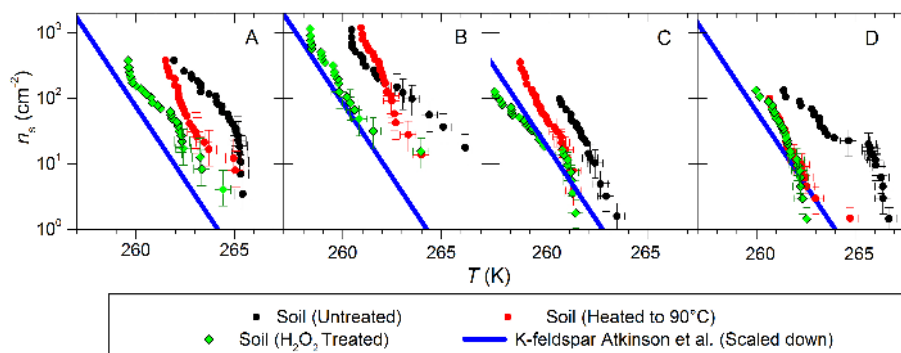 10³
10²
10¹
10⁰
nₛ (cm⁻²)
A
B
C
D
260
265
260
265
260
265
260
265
T (K)
Soil (Untreated)
Soil (Heated to 90°C)
Soil (H₂O₂ Treated)
K-feldspar Atkinson et al. (Scaled down)